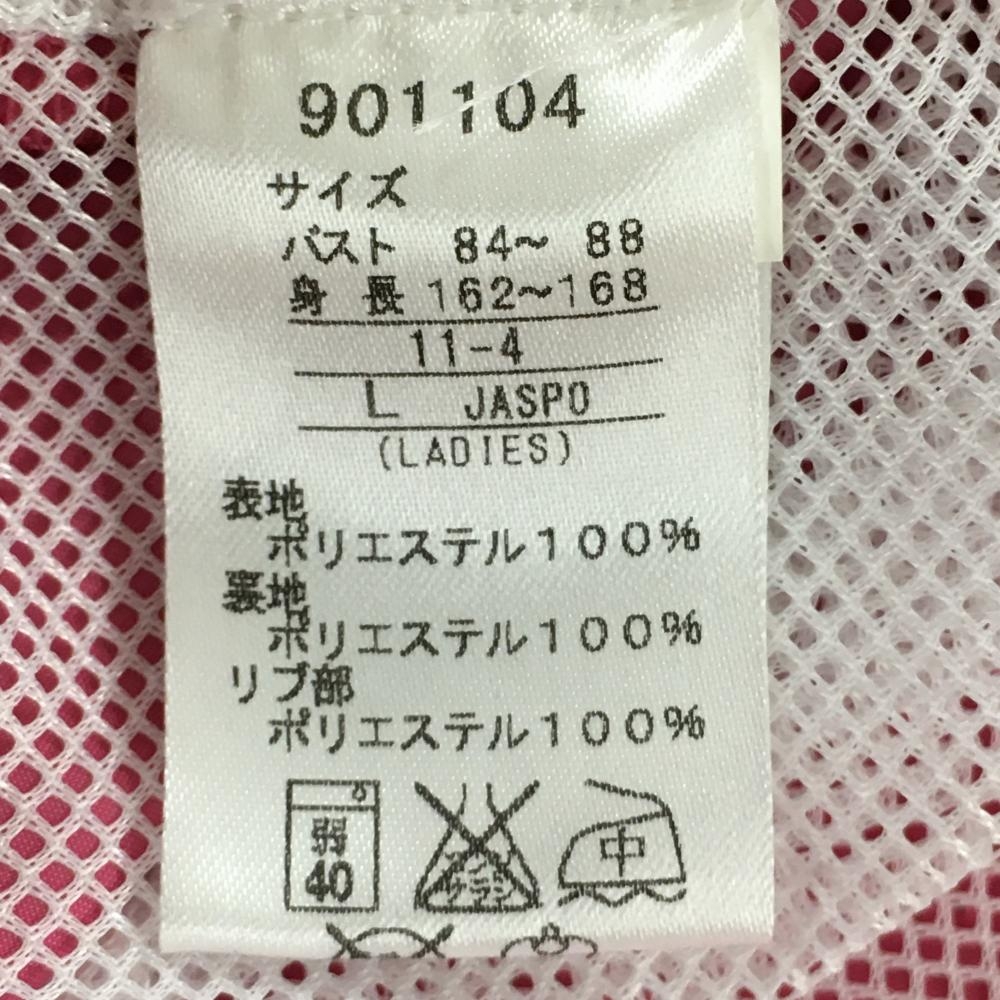 901104
サイズ
バスト 84～ 88
身 長 162～168
11-4
L JASPO
(LADIES)
表地
ポリエステル100%
裏地
ポリエステル100%
リブ部
ポリエステル100%
弱
40
中